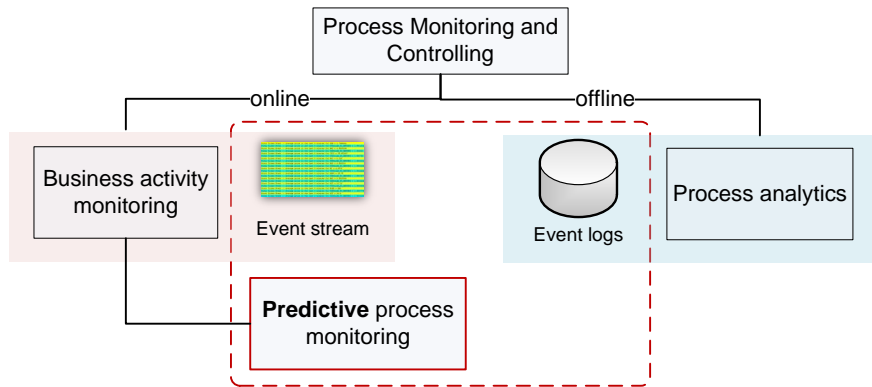 Process Monitoring and
Controlling
online
offline
Business activity
monitoring
Event stream
Event logs
Process analytics
Predictive process
monitoring